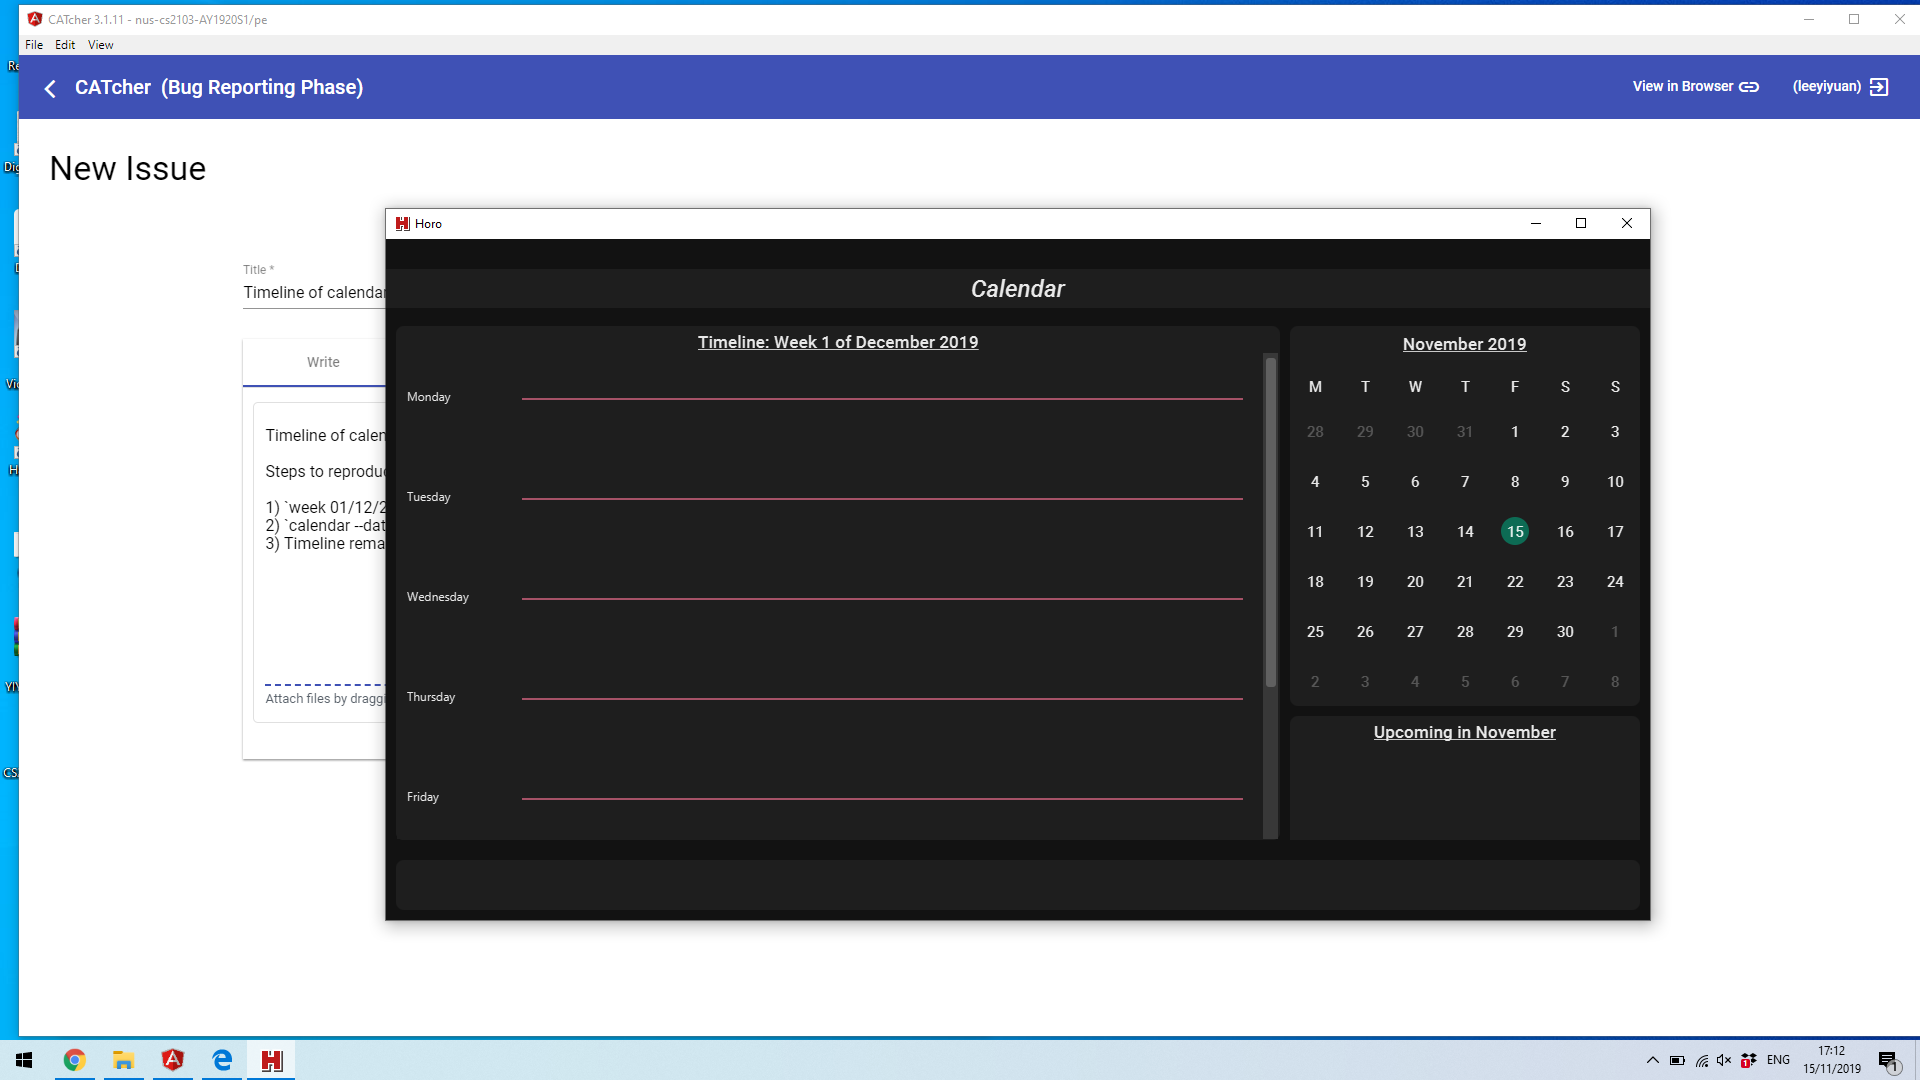 CATcher 3.1.11 - nus-cs2103-AY1920S1/pe
File Edit View
CATcher (Bug Reporting Phase)
View in Browser
(leeyiyuan)
New Issue
Title *
Timeline of calendar
Write
Timeline of calen
Steps to reprodu
1) `week 01/12/2
2) `calendar --dat
3) Timeline rema
Attach files by draggi
Horo
Calendar
Timeline: Week 1 of December 2019
Monday
Tuesday
Wednesday
Thursday
Friday
November 2019
M T W T F S S
28 29 30 31 1 2 3
4 5 6 7 8 9 10
11 12 13 14 15 16 17
18 19 20 21 22 23 24
25 26 27 28 29 30 1
2 3 4 5 6 7 8
Upcoming in November
ENG
17:12
15/11/2019
1